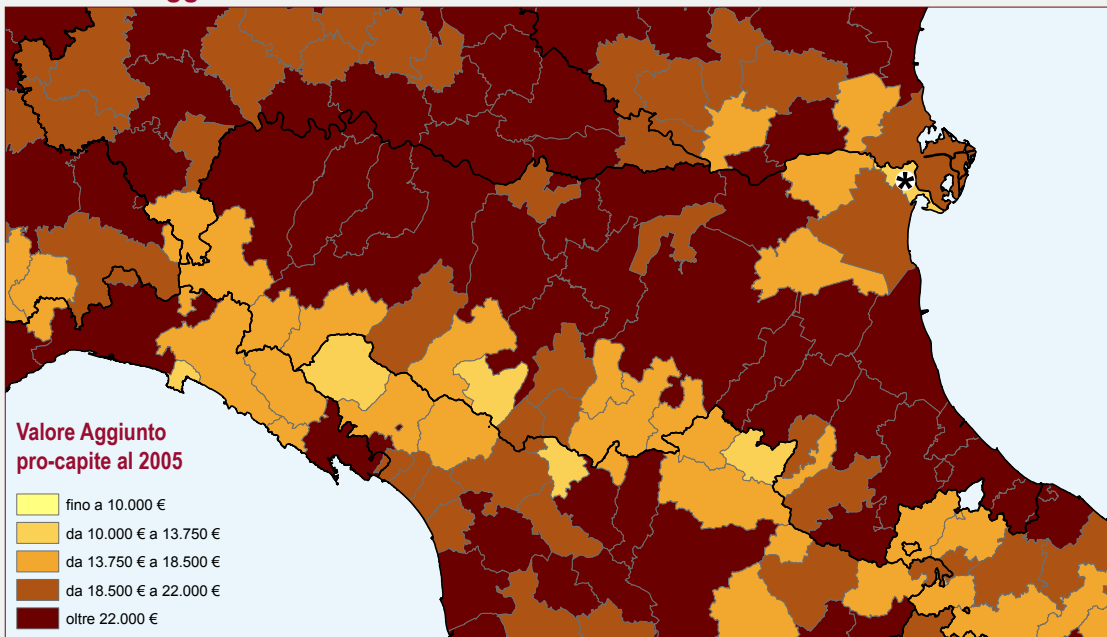 Valore Aggiunto
pro-capite al 2005
fino a 10.000 €
da 10.000 € a 13.750 €
da 13.750 € a 18.500 €
da 18.500 € a 22.000 €
oltre 22.000 €
*